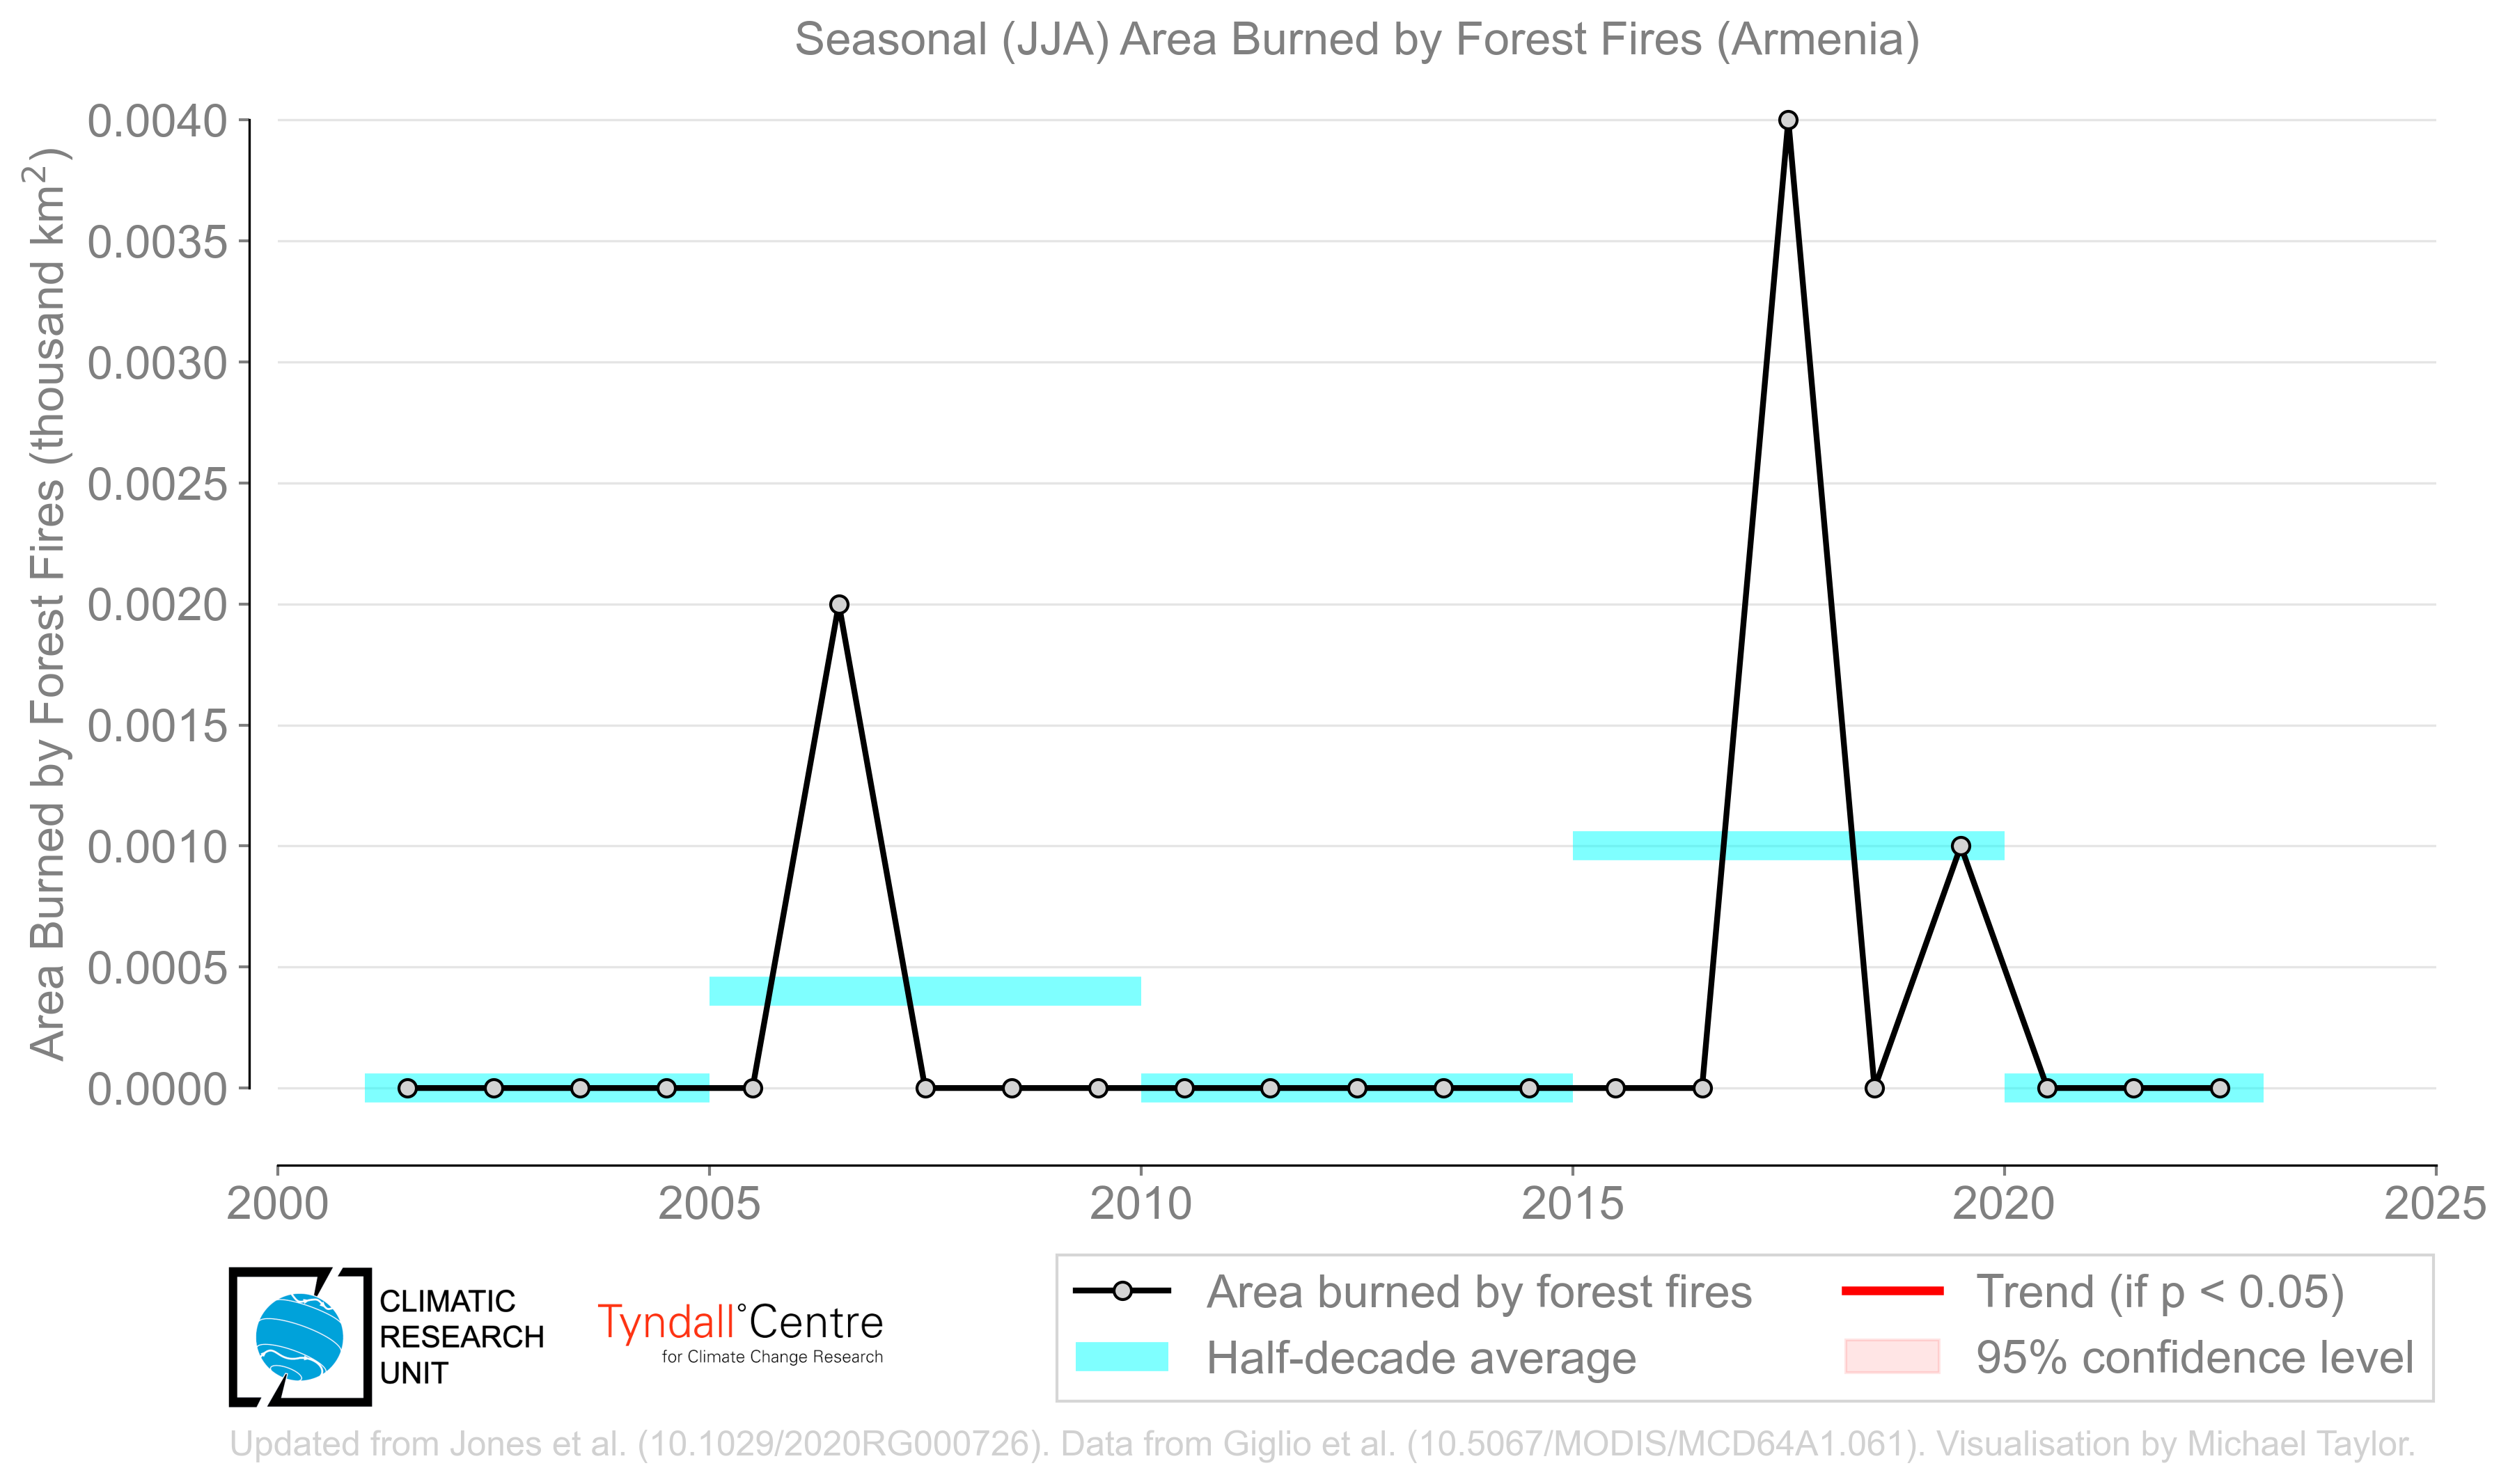 Seasonal (JJA) Area Burned by Forest Fires (Armenia)
Area Burned by Forest Fires (thousand km²)
0.0040
0.0035
0.0030
0.0025
0.0020
0.0015
0.0010
0.0005
0.0000
2000
2005
2010
2015
2020
2025
CLIMATIC
RESEARCH
UNIT
Tyndall°Centre
for Climate Change Research
Area burned by forest fires
Half-decade average
Trend (if p < 0.05)
95% confidence level
Updated from Jones et al. (10.1029/2020RG000726). Data from Giglio et al. (10.5067/MODIS/MCD64A1.061). Visualisation by Michael Taylor.